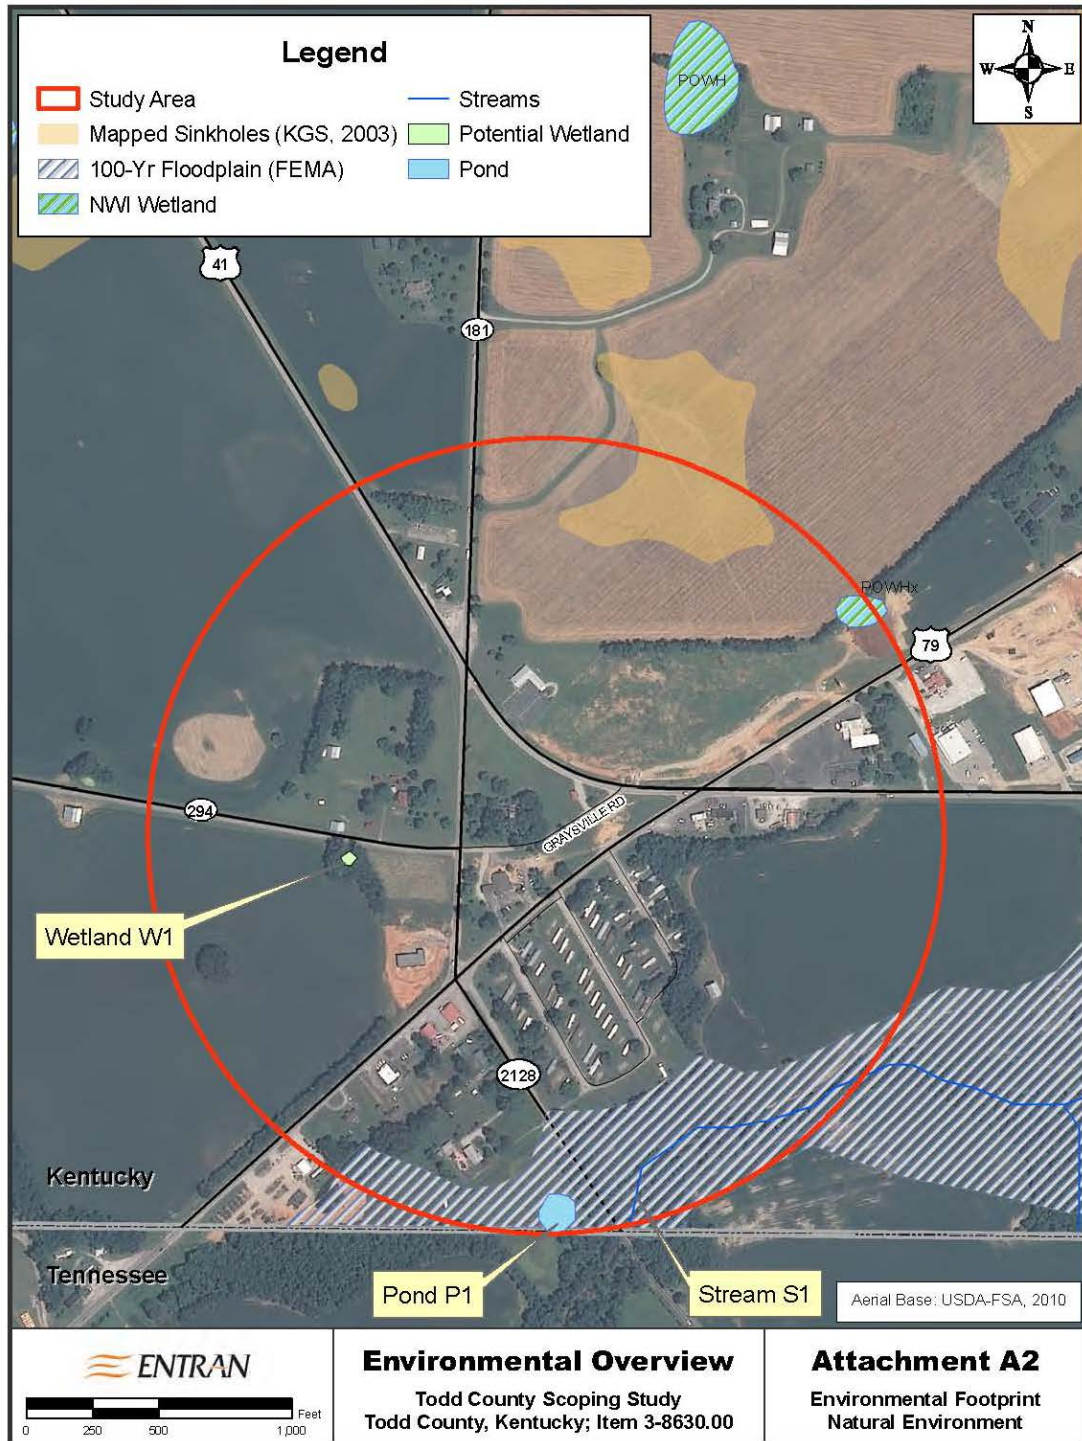 Legend
Study Area
Mapped Sinkholes (KGS, 2003)
100-Yr Floodplain (FEMA)
NWI Wetland
Streams
Potential Wetland
Pond
N
W E
S
POWH
41
181
POWHx
79
294
GRAYSVILLE RD
Wetland W1
2128
Kentucky
Tennessee
Pond P1
Stream S1
Aerial Base: USDA-FSA, 2010
ENTRAN
Feet
0 250 500 1,000
Environmental Overview
Todd County Scoping Study
Todd County, Kentucky; Item 3-8630.00
Attachment A2
Environmental Footprint
Natural Environment